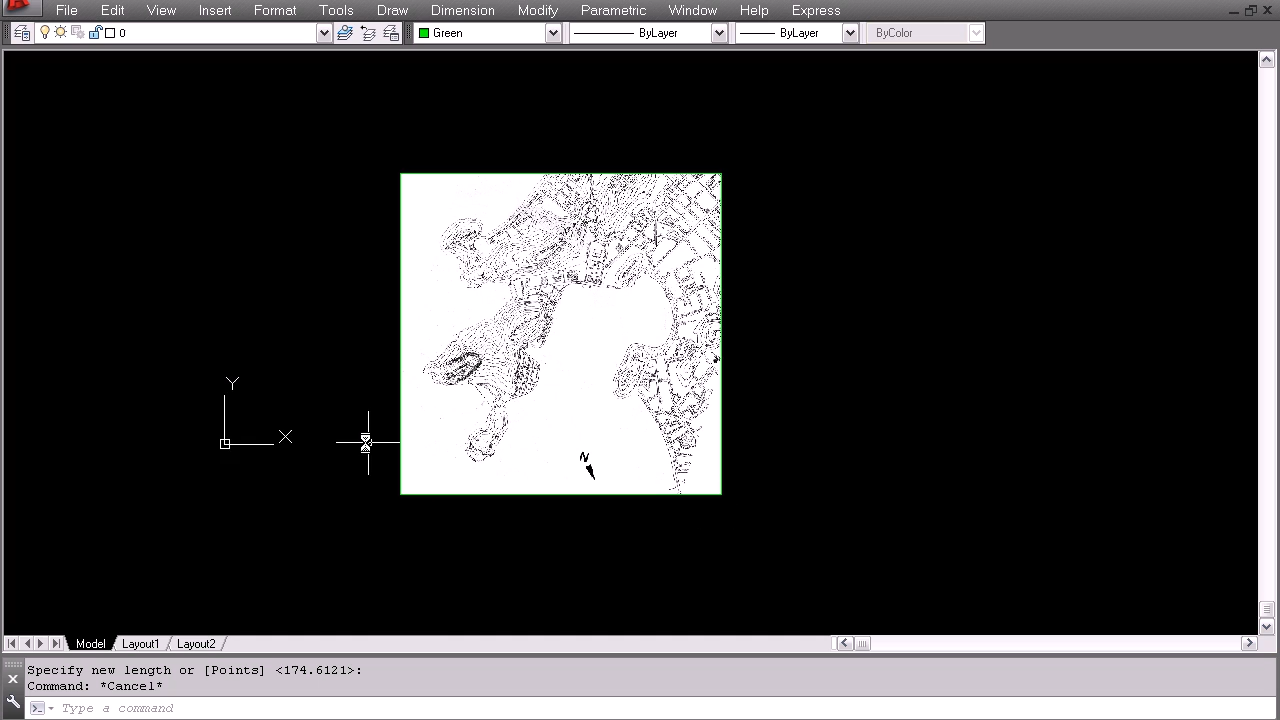 File Edit View Insert Format Tools Draw Dimension Modify Parametric Window Help Express
0 Green ByLayer ByLayer ByColor
N
Y
X
Model Layout1 Layout2
Specify new length or [Points] <174.6121>:
Command: *Cancel*
Type a command